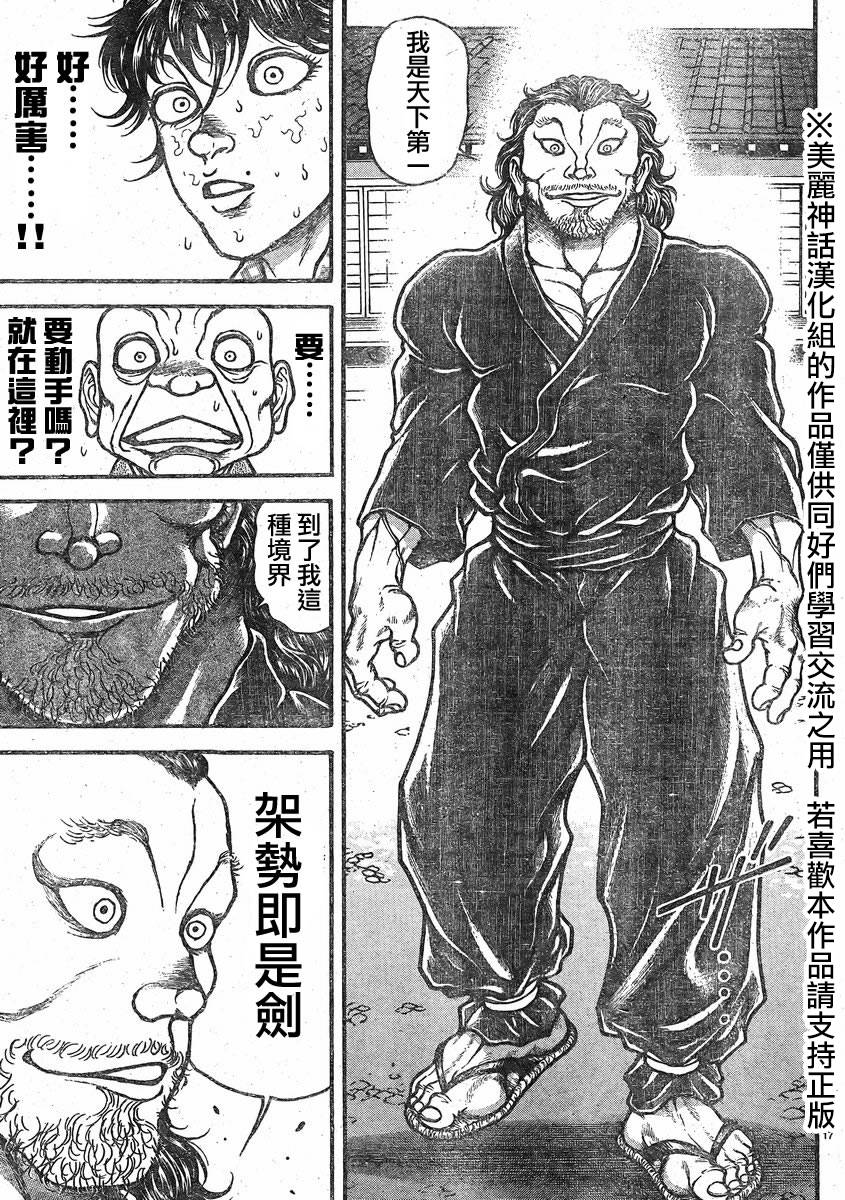 ※美麗神話漢化組的作品僅供同好們學習交流之用—若喜歡本作品請支持正版
我是天下第一
好……
好厲害……!!
要……
要動手嗎?
就在這裡?
到了我這
種境界
架勢即是劍
17